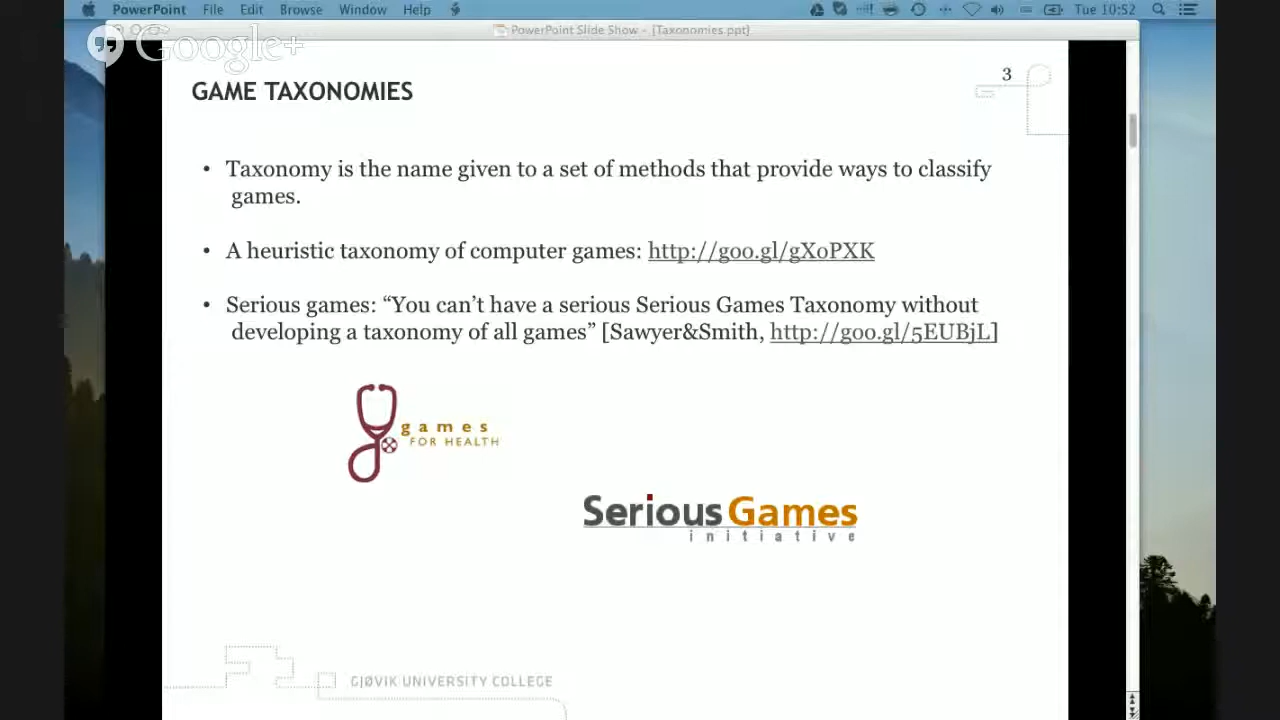 PowerPoint File Edit Browse Window Help Tue 10:52
PowerPoint Slide Show - [Taxonomies.ppt]
Google+
3
GAME TAXONOMIES
• Taxonomy is the name given to a set of methods that provide ways to classify
games.
• A heuristic taxonomy of computer games: http://goo.gl/gXoPXK
• Serious games: “You can’t have a serious Serious Games Taxonomy without
developing a taxonomy of all games” [Sawyer&Smith, http://goo.gl/5EUBjL]
games
FOR HEALTH
Serious Games
initiative
GJØVIK UNIVERSITY COLLEGE